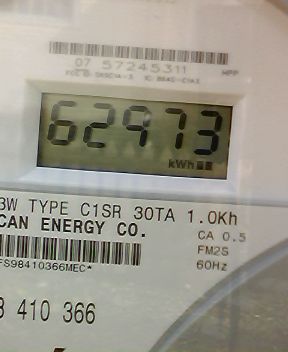 07 57245311
62973
kWh
3W TYPE C1SR 30TA 1.0Kh
CAN ENERGY CO.
CA 0.5
FM2S
FS98410366MEC*
60Hz
410 366